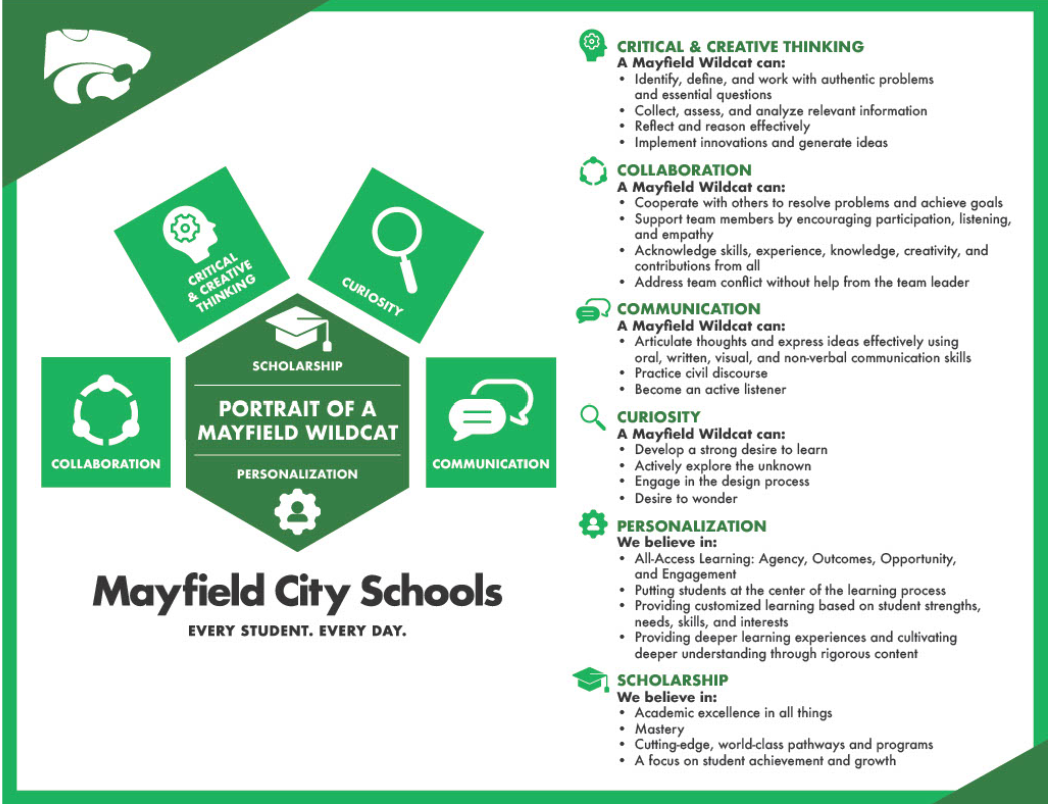 CRITICAL
& CREATIVE
THINKING
CURIOSITY
COLLABORATION
SCHOLARSHIP
PORTRAIT OF A
MAYFIELD WILDCAT
PERSONALIZATION
COMMUNICATION
Mayfield City Schools
EVERY STUDENT. EVERY DAY.
CRITICAL & CREATIVE THINKING
A Mayfield Wildcat can:
• Identify, define, and work with authentic problems
and essential questions
• Collect, assess, and analyze relevant information
• Reflect and reason effectively
• Implement innovations and generate ideas
COLLABORATION
A Mayfield Wildcat can:
• Cooperate with others to resolve problems and achieve goals
• Support team members by encouraging participation, listening,
and empathy
• Acknowledge skills, experience, knowledge, creativity, and
contributions from all
• Address team conflict without help from the team leader
COMMUNICATION
A Mayfield Wildcat can:
• Articulate thoughts and express ideas effectively using
oral, written, visual, and non-verbal communication skills
• Practice civil discourse
• Become an active listener
CURIOSITY
A Mayfield Wildcat can:
• Develop a strong desire to learn
• Actively explore the unknown
• Engage in the design process
• Desire to wonder
PERSONALIZATION
We believe in:
• All-Access Learning: Agency, Outcomes, Opportunity,
and Engagement
• Putting students at the center of the learning process
• Providing customized learning based on student strengths,
needs, skills, and interests
• Providing deeper learning experiences and cultivating
deeper understanding through rigorous content
SCHOLARSHIP
We believe in:
• Academic excellence in all things
• Mastery
• Cutting-edge, world-class pathways and programs
• A focus on student achievement and growth